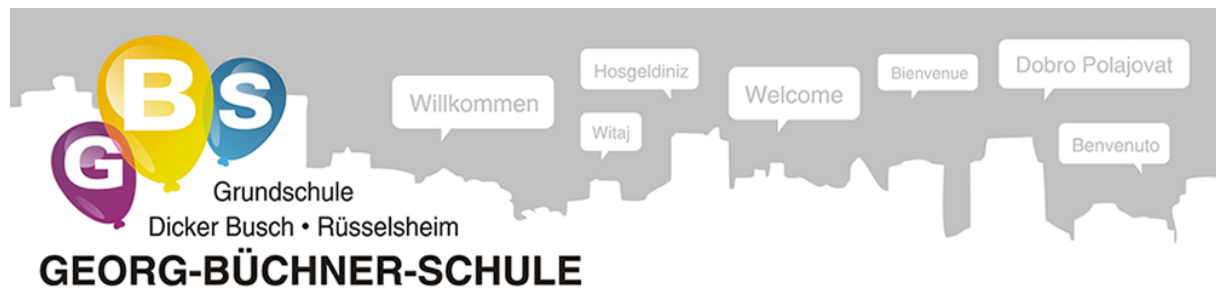 G
B
S
Willkommen
Hosgeldiniz
Witaj
Welcome
Bienvenue
Dobro Polajovat
Benvenuto
Grundschule
Dicker Busch • Rüsselsheim
GEORG-BÜCHNER-SCHULE